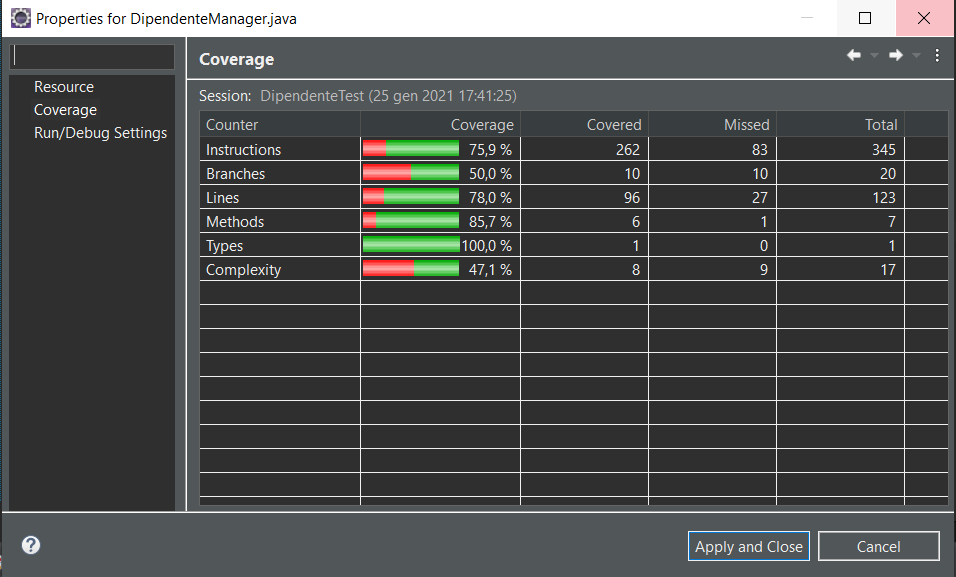 Properties for DipendenteManager.java
Resource
Coverage
Run/Debug Settings
Coverage
Session: DipendenteTest (25 gen 2021 17:41:25)
Counter Coverage Covered Missed Total
Instructions 75,9 % 262 83 345
Branches 50,0 % 10 10 20
Lines 78,0 % 96 27 123
Methods 85,7 % 6 1 7
Types 100,0 % 1 0 1
Complexity 47,1 % 8 9 17
?
Apply and Close Cancel